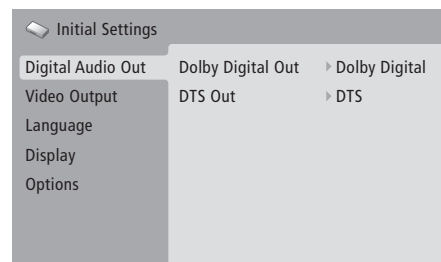 Initial Settings
Digital Audio Out Dolby Digital Out Dolby Digital
Video Output DTS Out DTS
Language
Display
Options